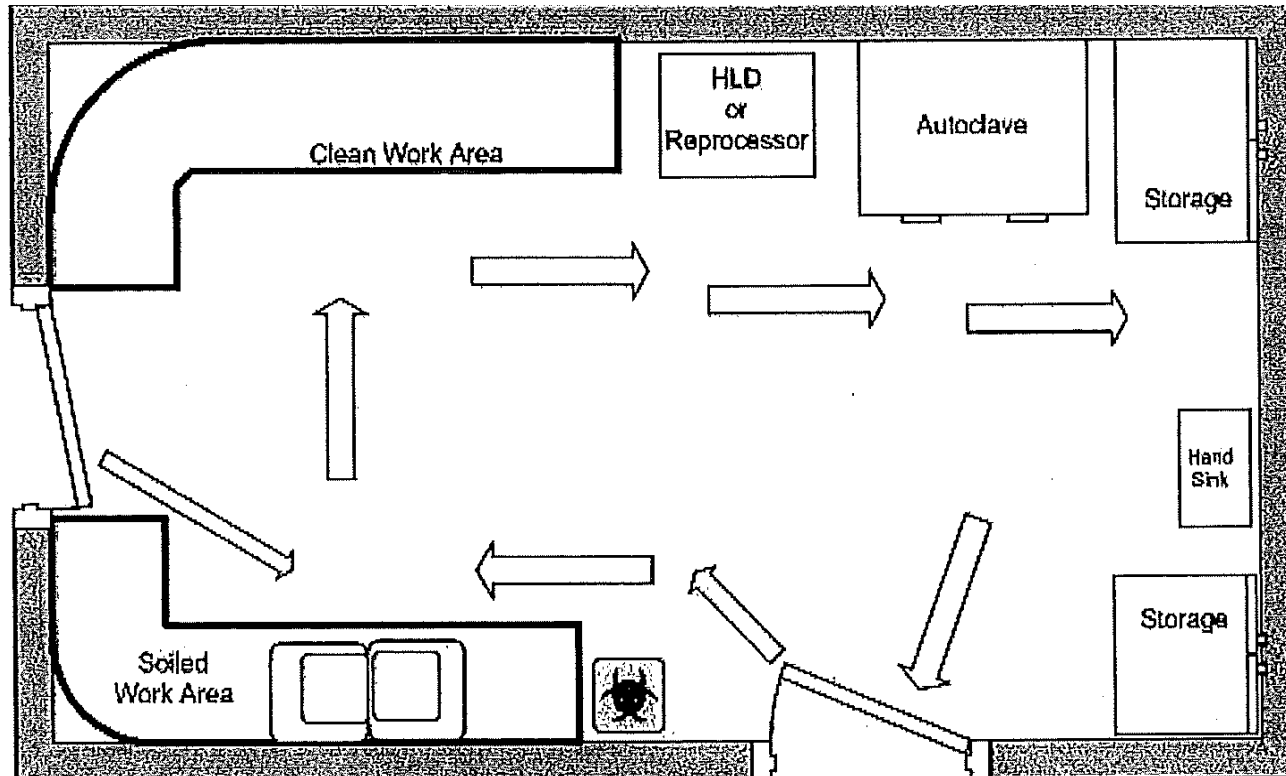 HLD
or
Reprocessor
Autoclave
Clean Work Area
Storage
Hand
Sink
Storage
Soiled
Work Area